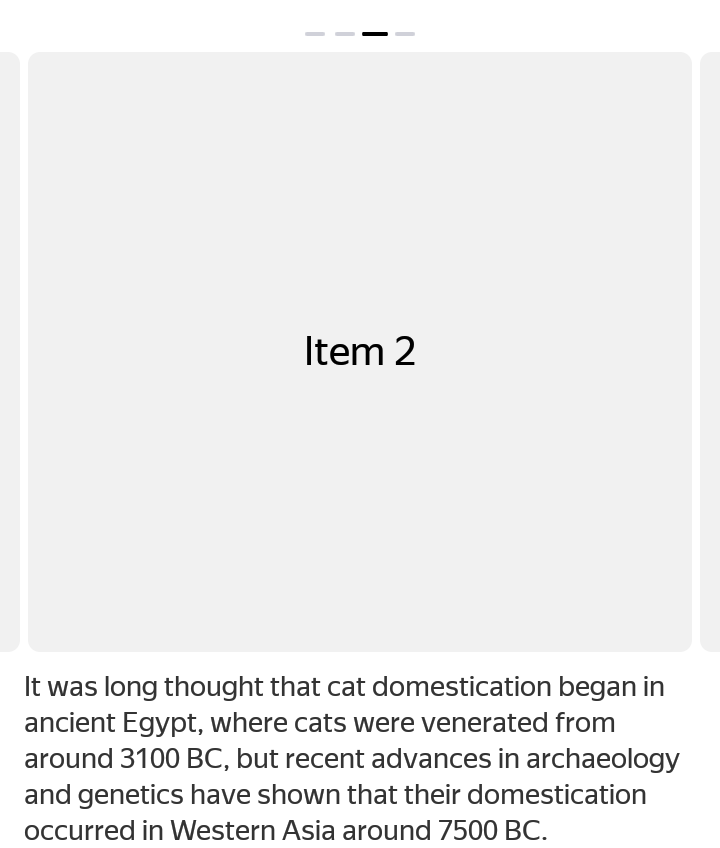 Item 2
It was long thought that cat domestication began in
ancient Egypt, where cats were venerated from
around 3100 BC, but recent advances in archaeology
and genetics have shown that their domestication
occurred in Western Asia around 7500 BC.